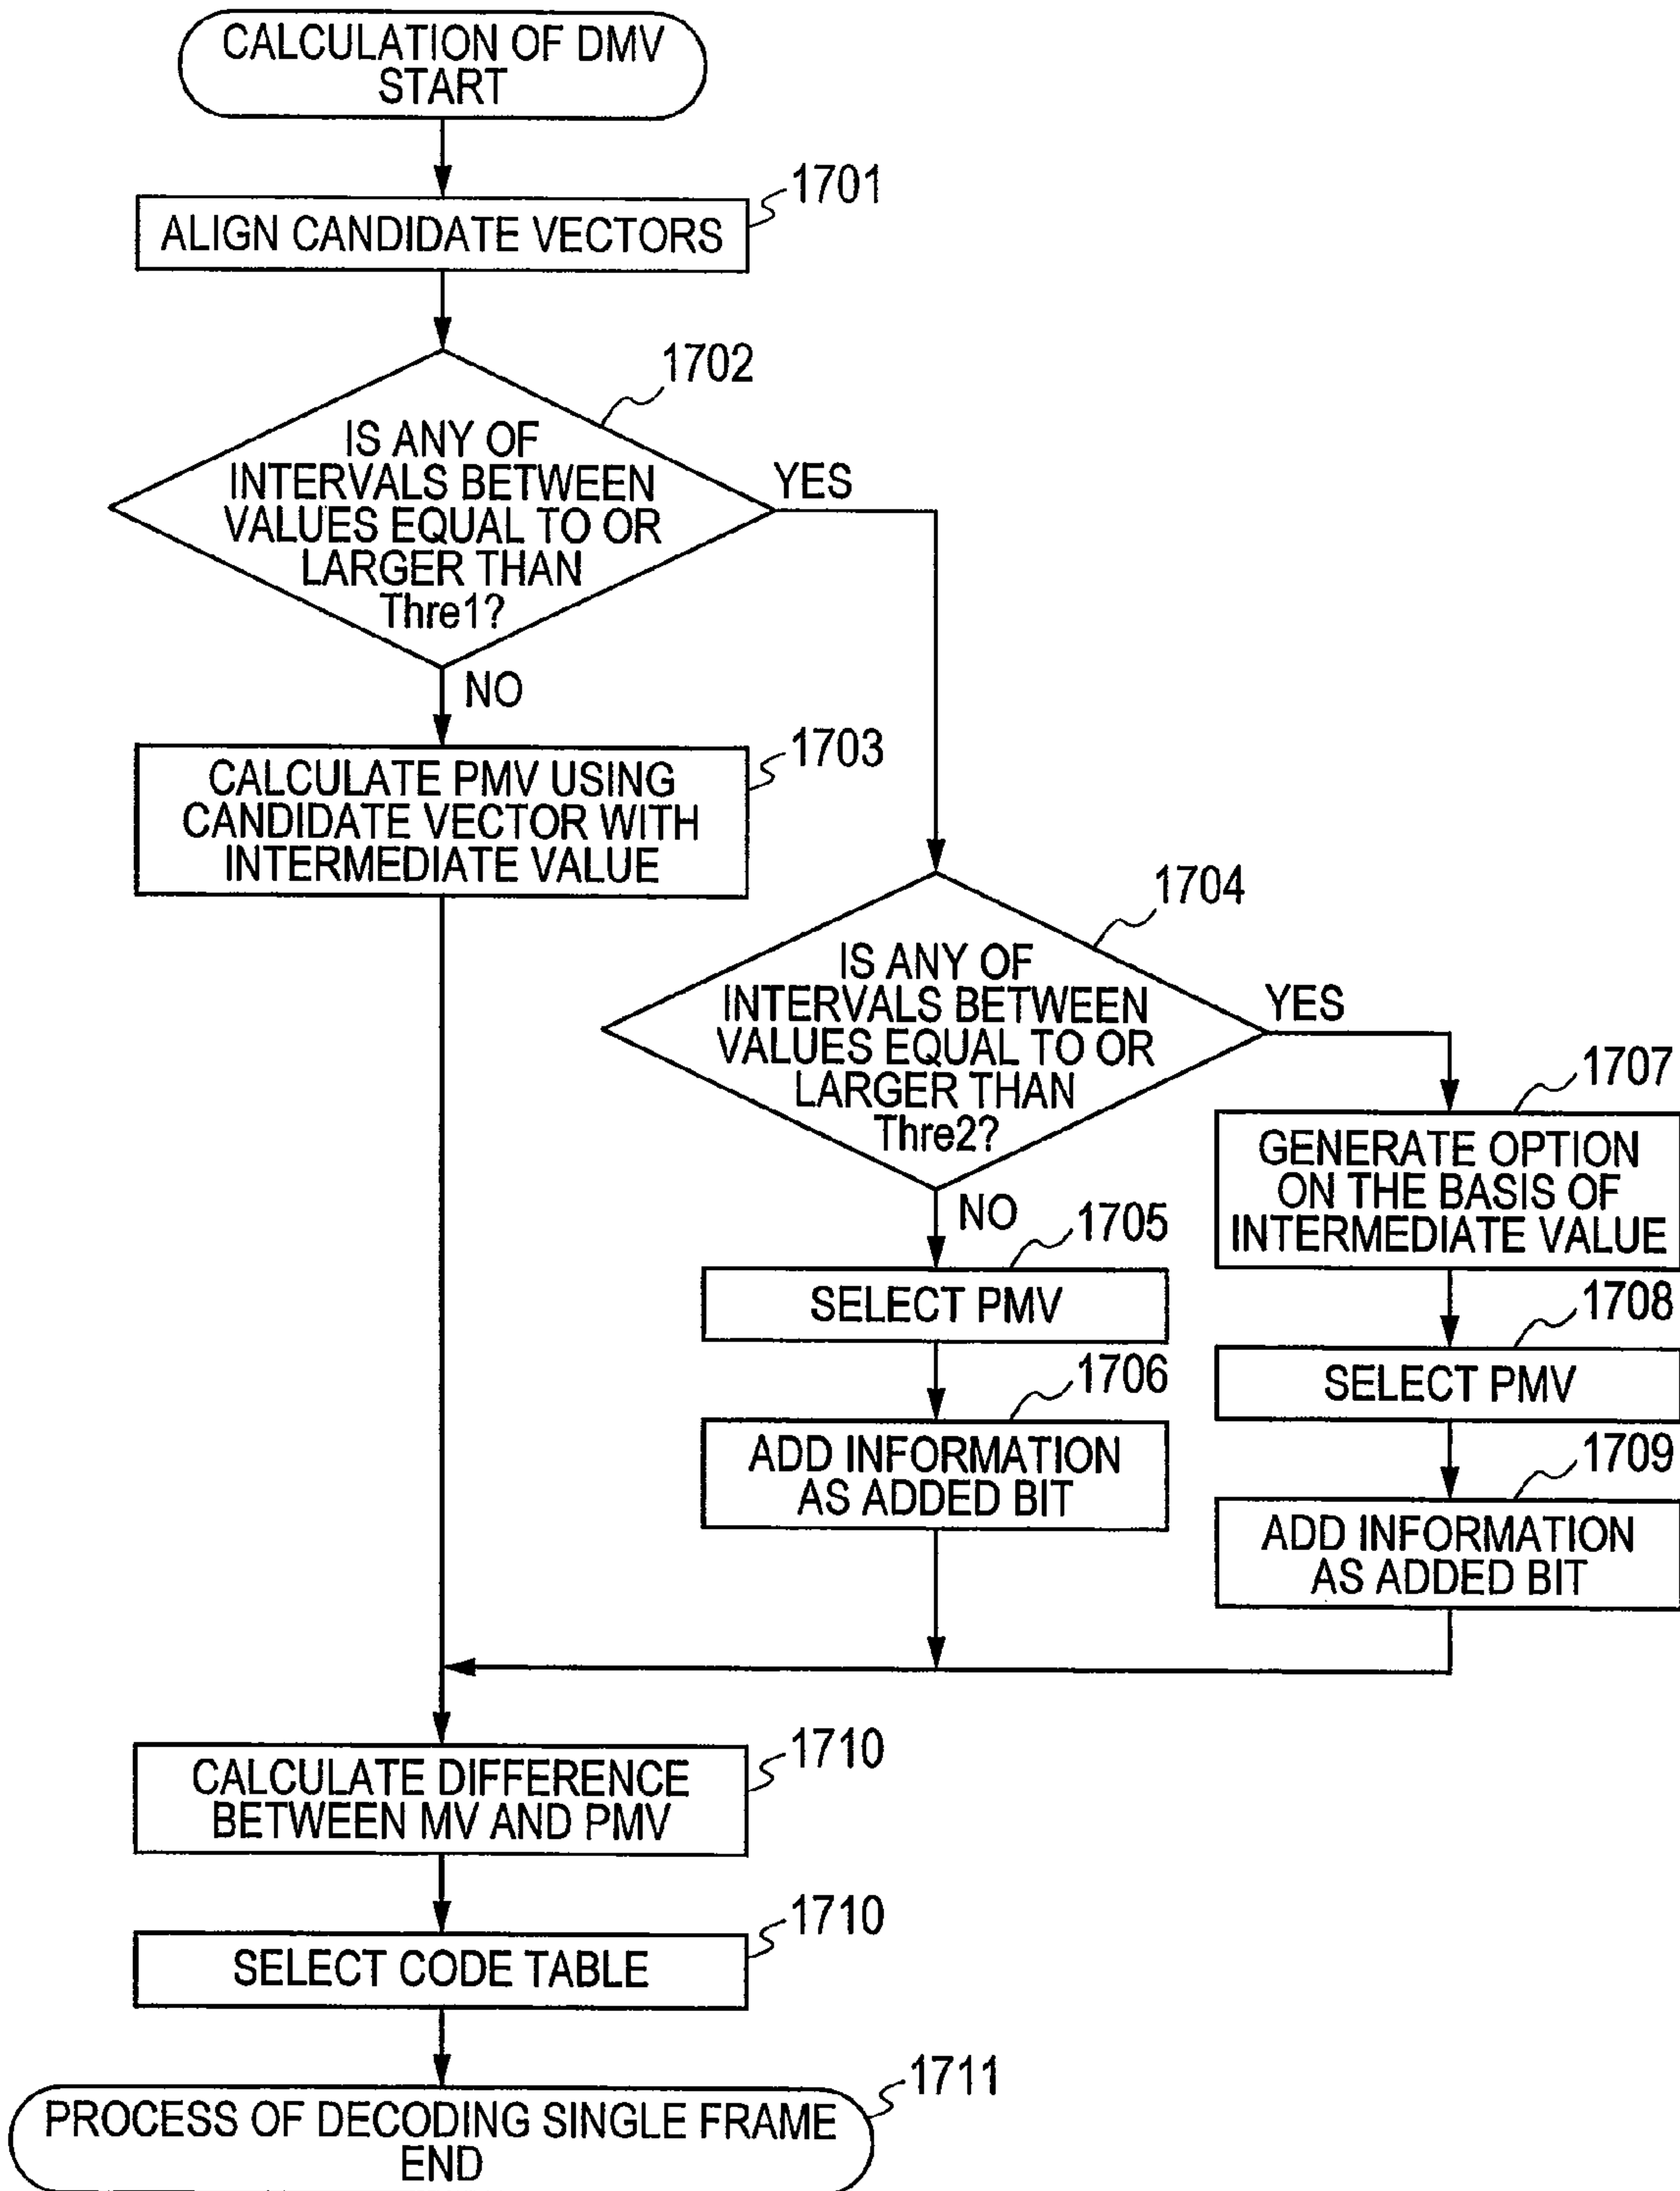 CALCULATION OF DMV
START
1701
ALIGN CANDIDATE VECTORS
1702
IS ANY OF
INTERVALS BETWEEN
VALUES EQUAL TO OR
LARGER THAN
Thre1?
YES
NO
1703
CALCULATE PMV USING
CANDIDATE VECTOR WITH
INTERMEDIATE VALUE
1704
IS ANY OF
INTERVALS BETWEEN
VALUES EQUAL TO OR
LARGER THAN
Thre2?
YES
NO
1705
SELECT PMV
1706
ADD INFORMATION
AS ADDED BIT
1707
GENERATE OPTION
ON THE BASIS OF
INTERMEDIATE VALUE
1708
SELECT PMV
1709
ADD INFORMATION
AS ADDED BIT
1710
CALCULATE DIFFERENCE
BETWEEN MV AND PMV
1710
SELECT CODE TABLE
1711
PROCESS OF DECODING SINGLE FRAME
END